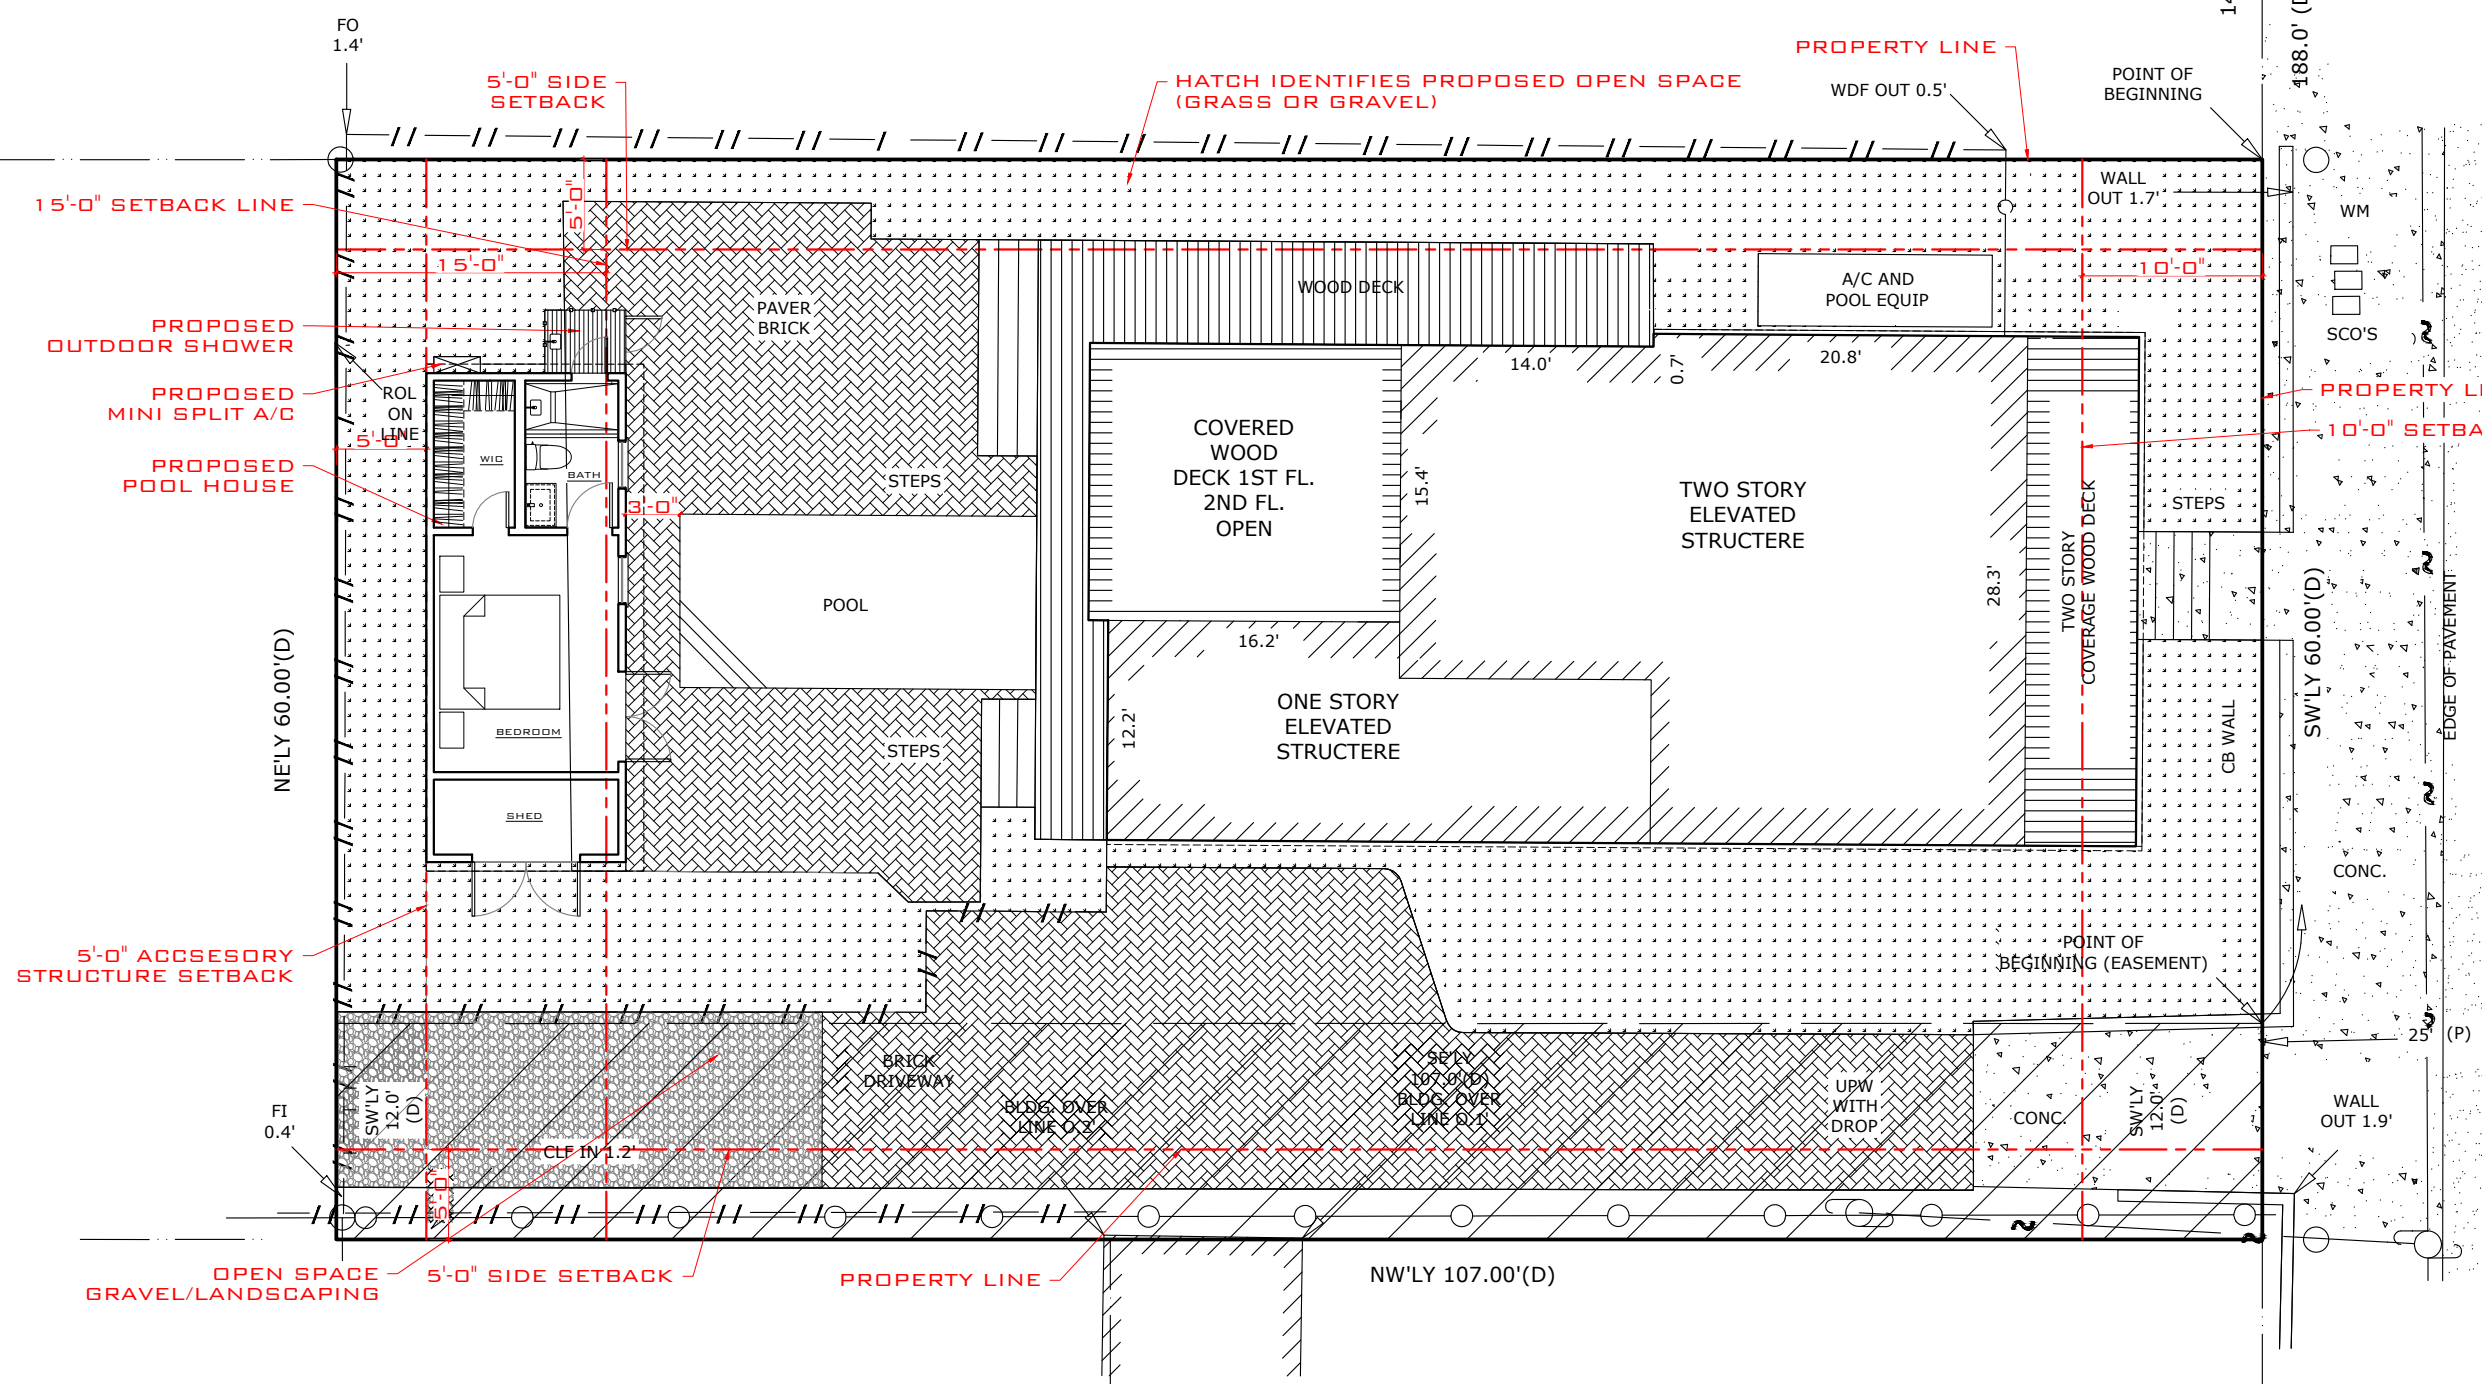 FO
1.4'
5'-0" SIDE
SETBACK
HATCH IDENTIFIES PROPOSED OPEN SPACE
(GRASS OR GRAVEL)
PROPERTY LINE
WDF OUT 0.5'
POINT OF
BEGINNING
188.0'
15'-0" SETBACK LINE
5'-0"
15'-0"
PROPOSED
OUTDOOR SHOWER
PROPOSED
MINI SPLIT A/C
PROPOSED
POOL HOUSE
ROL
ON
LINE
5'-0"
WIC
BATH
3'-0"
BEDROOM
SHED
PAVER
BRICK
STEPS
POOL
STEPS
WOOD DECK
A/C AND
POOL EQUIP
COVERED
WOOD
DECK 1ST FL.
2ND FL.
OPEN
14.0'
0.7'
20.8'
15.4'
16.2'
12.2'
28.3'
TWO STORY
ELEVATED
STRUCTERE
ONE STORY
ELEVATED
STRUCTERE
TWO STORY
COVERAGE WOOD DECK
WALL
OUT 1.7'
WM
10'-0"
SCO'S
PROPERTY
10'-0"
STEPS
CB WALL
SW'LY 60.00'(D)
EDGE OF PAVEMENT
CONC.
NE'LY 60.00'(D)
5'-0" ACCSESORY
STRUCTURE SETBACK
POINT OF
BEGINNING (EASEMENT)
25' (P)
FI
0.4'
SW'LY
12.0'
(D)
CLF IN 1.2'
5'-0"
BRICK
DRIVEWAY
BLDG. OVER
LINE 0.2'
SE'LY
107.0'(D)
BLDG. OVER
LINE 0.1'
UPW
WITH
DROP
CONC.
SW'LY
12.0'
(D)
WALL
OUT 1.9'
OPEN SPACE
GRAVEL/LANDSCAPING
5'-0" SIDE SETBACK
PROPERTY LINE
NW'LY 107.00'(D)